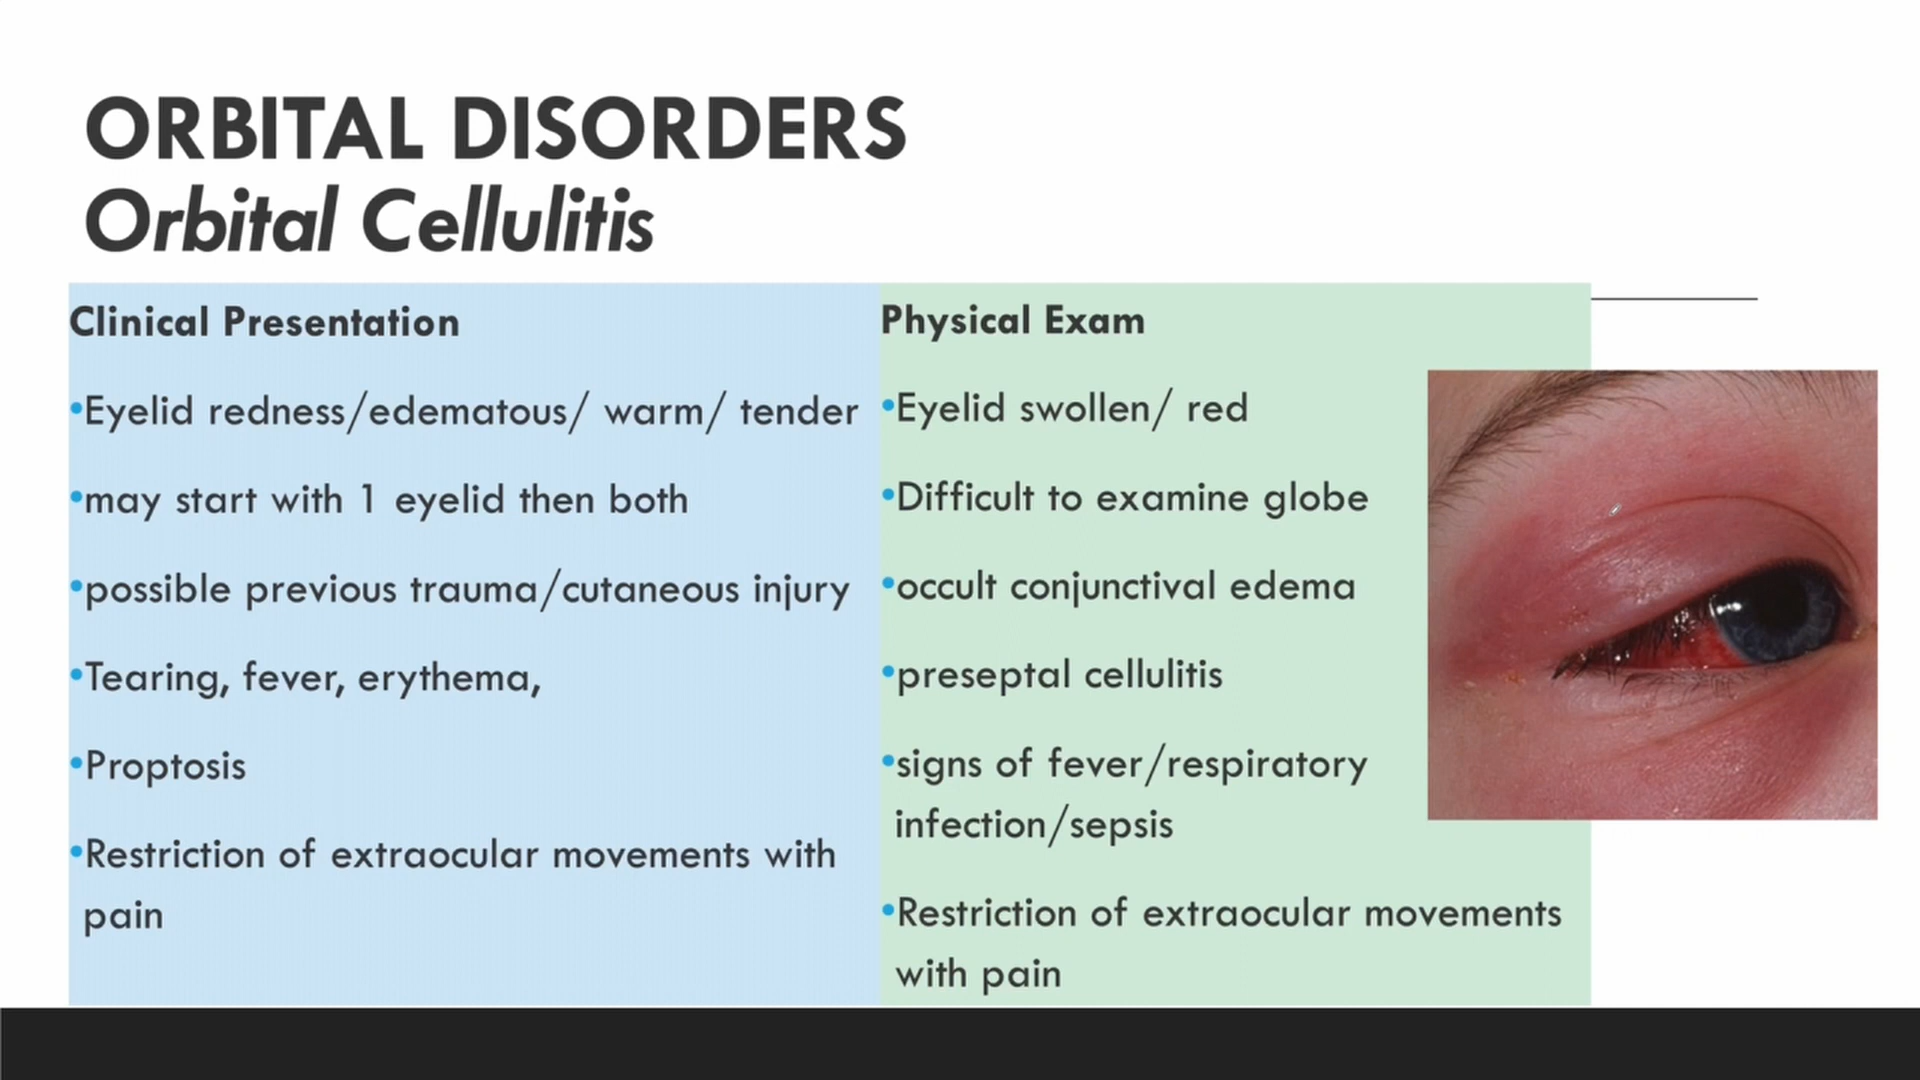 ORBITAL DISORDERS
Orbital Cellulitis
Clinical Presentation
•Eyelid redness/edematous/ warm/ tender
•may start with 1 eyelid then both
•possible previous trauma/cutaneous injury
•Tearing, fever, erythema,
•Proptosis
•Restriction of extraocular movements with
pain
Physical Exam
•Eyelid swollen/ red
•Difficult to examine globe
•occult conjunctival edema
•preseptal cellulitis
•signs of fever/respiratory
infection/sepsis
•Restriction of extraocular movements
with pain